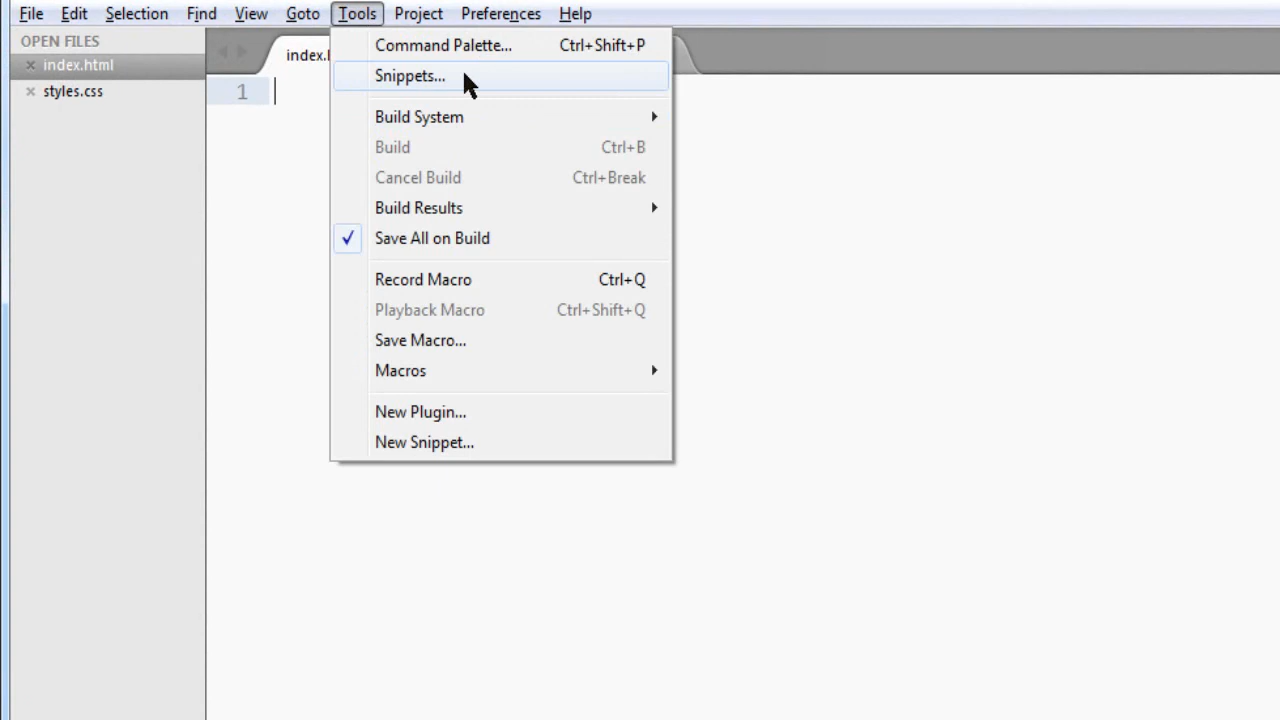 File Edit Selection Find View Goto Tools Project Preferences Help
OPEN FILES
index.html
styles.css
index.l
1
Command Palette... Ctrl+Shift+P
Snippets...
Build System
Build Ctrl+B
Cancel Build Ctrl+Break
Build Results
Save All on Build
Record Macro Ctrl+Q
Playback Macro Ctrl+Shift+Q
Save Macro...
Macros
New Plugin...
New Snippet...